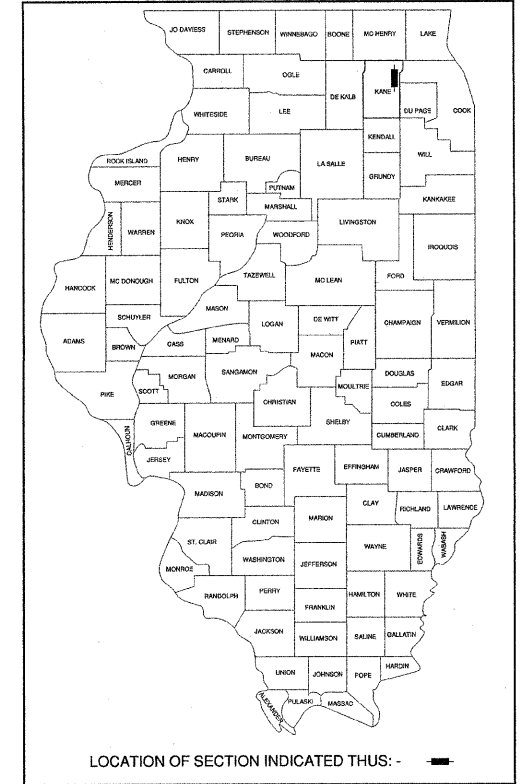 JO DAVIESS
STEPHENSON
WINNEBAGO
BOONE
MC HENRY
LAKE
CARROLL
OGLE
DE KALB
KANE
DU PAGE
COOK
WHITESIDE
LEE
KENDALL
WILL
ROCK ISLAND
HENRY
BUREAU
LA SALLE
GRUNDY
MERCER
PUTNAM
KANKAKEE
HENDERSON
WARREN
KNOX
STARK
MARSHALL
PEORIA
WOODFORD
LIVINGSTON
IROQUOIS
HANCOCK
MC DONOUGH
FULTON
TAZEWELL
MC LEAN
FORD
SCHUYLER
MASON
LOGAN
DE WITT
CHAMPAIGN
VERMILION
ADAMS
BROWN
CASS
MENARD
MACON
PIATT
MORGAN
SANGAMON
DOUGLAS
EDGAR
PIKE
SCOTT
CHRISTIAN
MOULTRIE
COLES
CALHOUN
GREENE
MACOUPIN
MONTGOMERY
SHELBY
CUMBERLAND
CLARK
JERSEY
FAYETTE
EFFINGHAM
JASPER
CRAWFORD
MADISON
BOND
CLAY
RICHLAND
LAWRENCE
CLINTON
MARION
ST. CLAIR
WAYNE
EDWARDS
WABASH
MONROE
WASHINGTON
JEFFERSON
RANDOLPH
PERRY
HAMILTON
WHITE
FRANKLIN
JACKSON
WILLIAMSON
SALINE
GALLATIN
UNION
JOHNSON
POPE
HARDIN
ALEXANDER
PULASKI
MASSAC
LOCATION OF SECTION INDICATED THUS: -